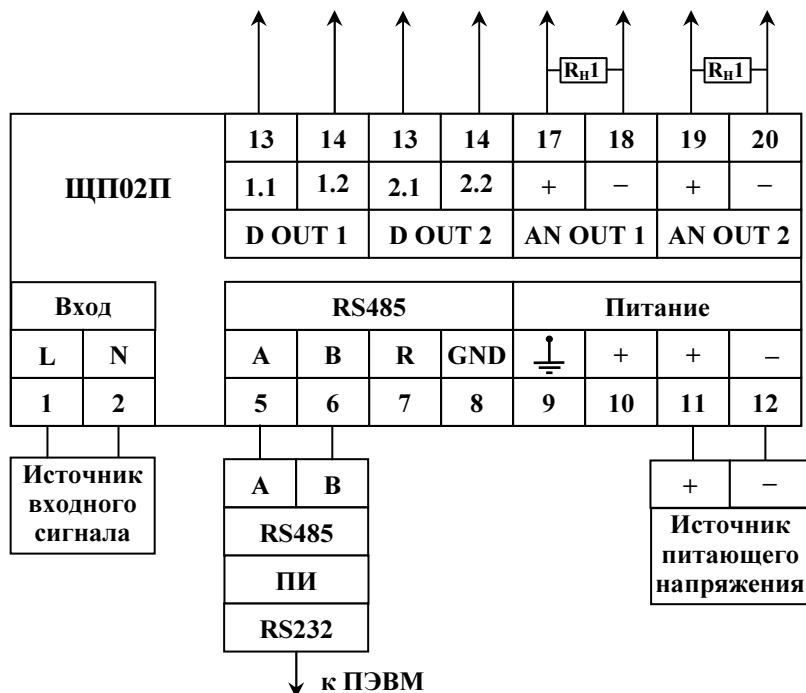 R_Н1 R_Н1
13 14 13 14 17 18 19 20
ЩП02П
1.1 1.2 2.1 2.2 + – + –
D OUT 1 D OUT 2 AN OUT 1 AN OUT 2
Вход RS485 Питание
L N A B R GND + + –
1 2 5 6 7 8 9 10 11 12
Источник
входного
сигнала
A B
RS485
ПИ
RS232
к ПЭВМ
+ –
Источник
питающего
напряжения